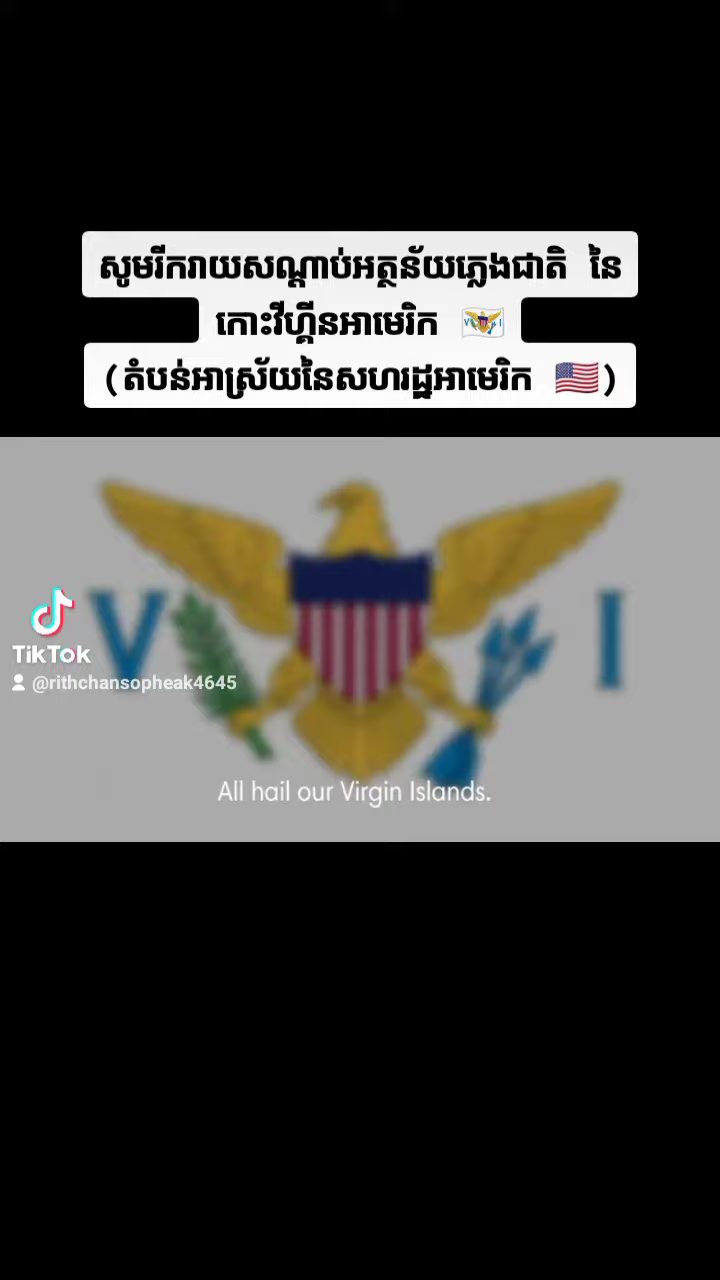 សូមរីករាយសណ្ដាប់អត្ថន័យភ្លេងជាតិ នៃ
កោះវីហ្គីនអាមេរិក 🇻🇮
(តំបន់អាស្រ័យនៃសហរដ្ឋអាមេរិក 🇺🇸)
V I
TikTok
@rithchansopheak4645
All hail our Virgin Islands.